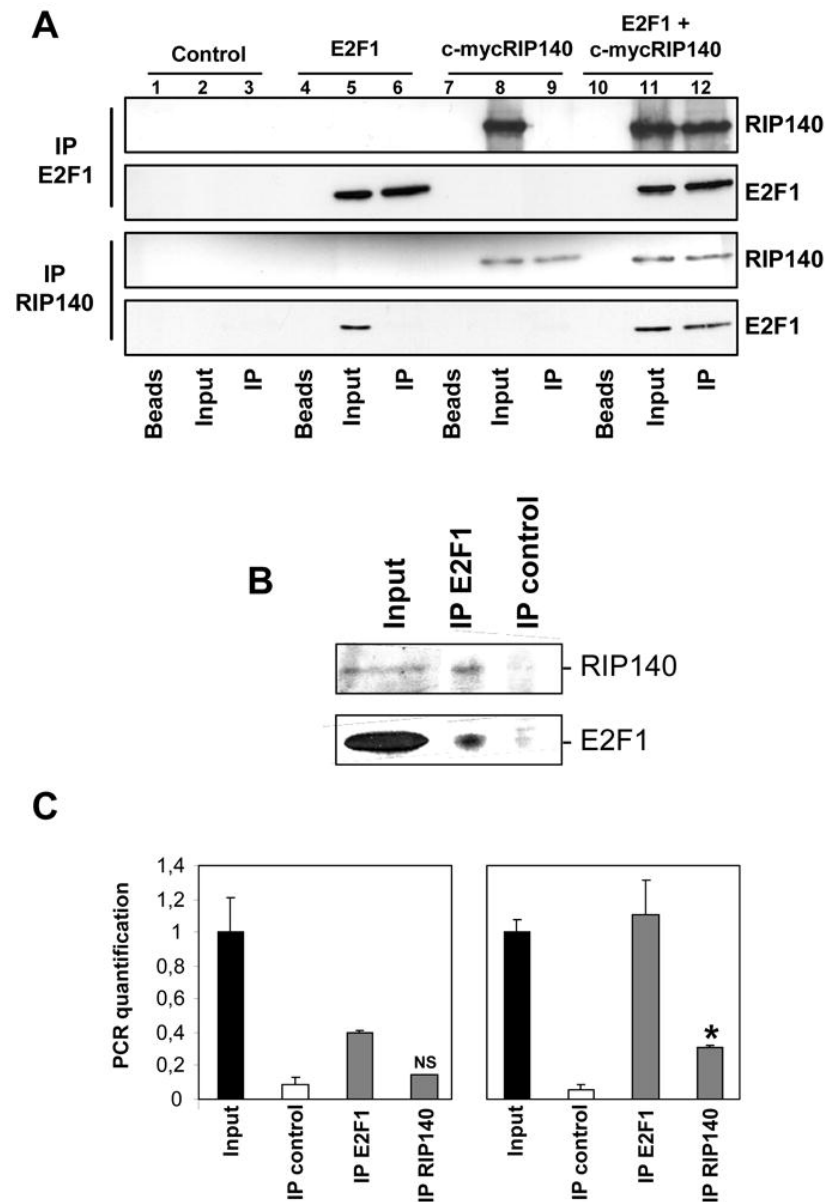 A
Control
E2F1
c-mycRIP140
E2F1 +
c-mycRIP140
1 2 3 4 5 6 7 8 9 10 11 12
IP
E2F1
RIP140
E2F1
IP
RIP140
RIP140
E2F1
Beads
Input
IP
Beads
Input
IP
Beads
Input
IP
Beads
Input
IP
B
Input
IP E2F1
IP control
RIP140
E2F1
C
PCR quantification
1,4
1,2
1
0,8
0,6
0,4
0,2
0
NS
*
Input
IP control
IP E2F1
IP RIP140
Input
IP control
IP E2F1
IP RIP140